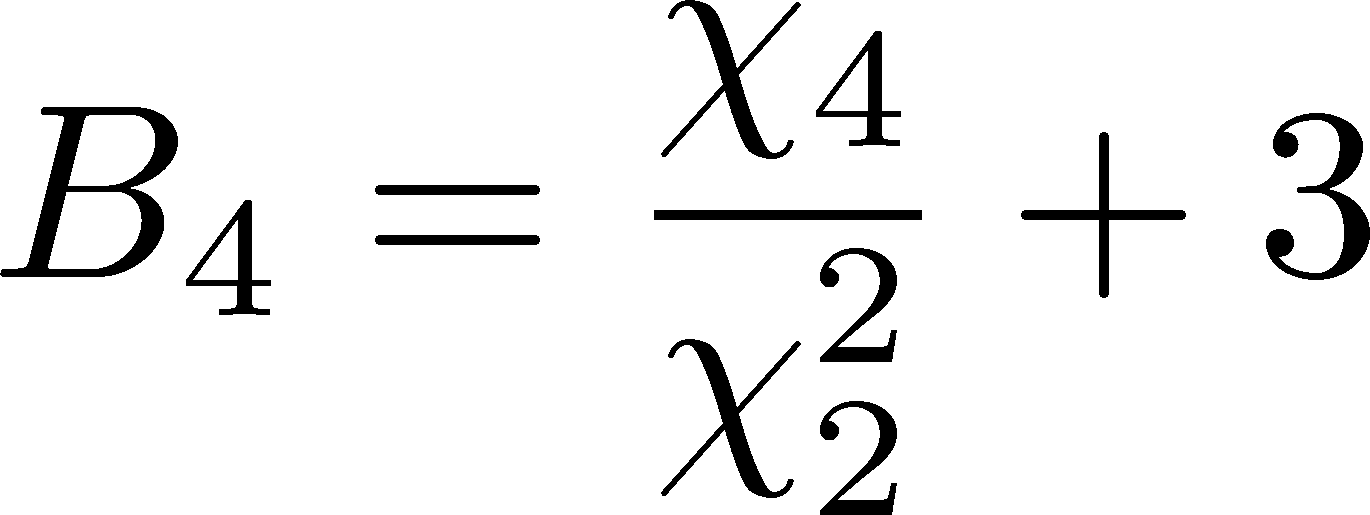 B_4 = \frac{\chi_4}{\chi_2^2} + 3